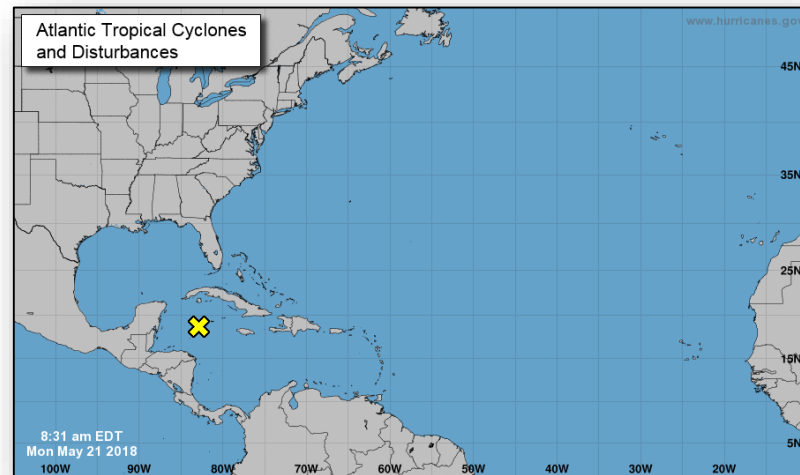 Atlantic Tropical Cyclones
and Disturbances
www.hurricanes.gov
45N
35N
25N
15N
5N
8:31 am EDT
Mon May 21 2018
100W 90W 80W 70W 60W 50W 40W 30W 20W 10W